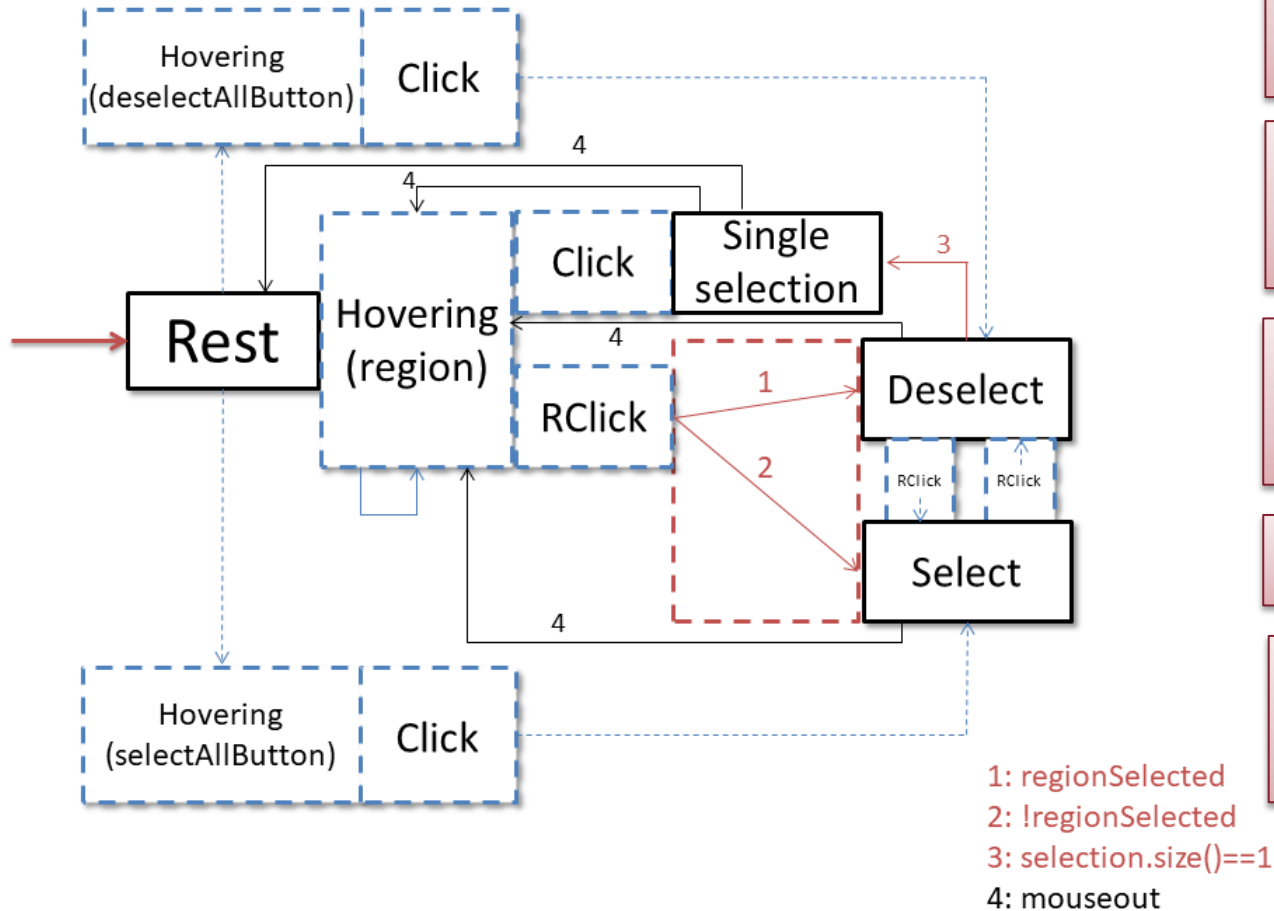 Hovering
(deselectAllButton)
Click
4
4
Click
Single
selection
3
Rest
Hovering
(region)
4
RClick
1
2
Deselect
RClick
RClick
Select
4
Hovering
(selectAllButton)
Click
1: regionSelected
2: !regionSelected
3: selection.size()==1
4: mouseout